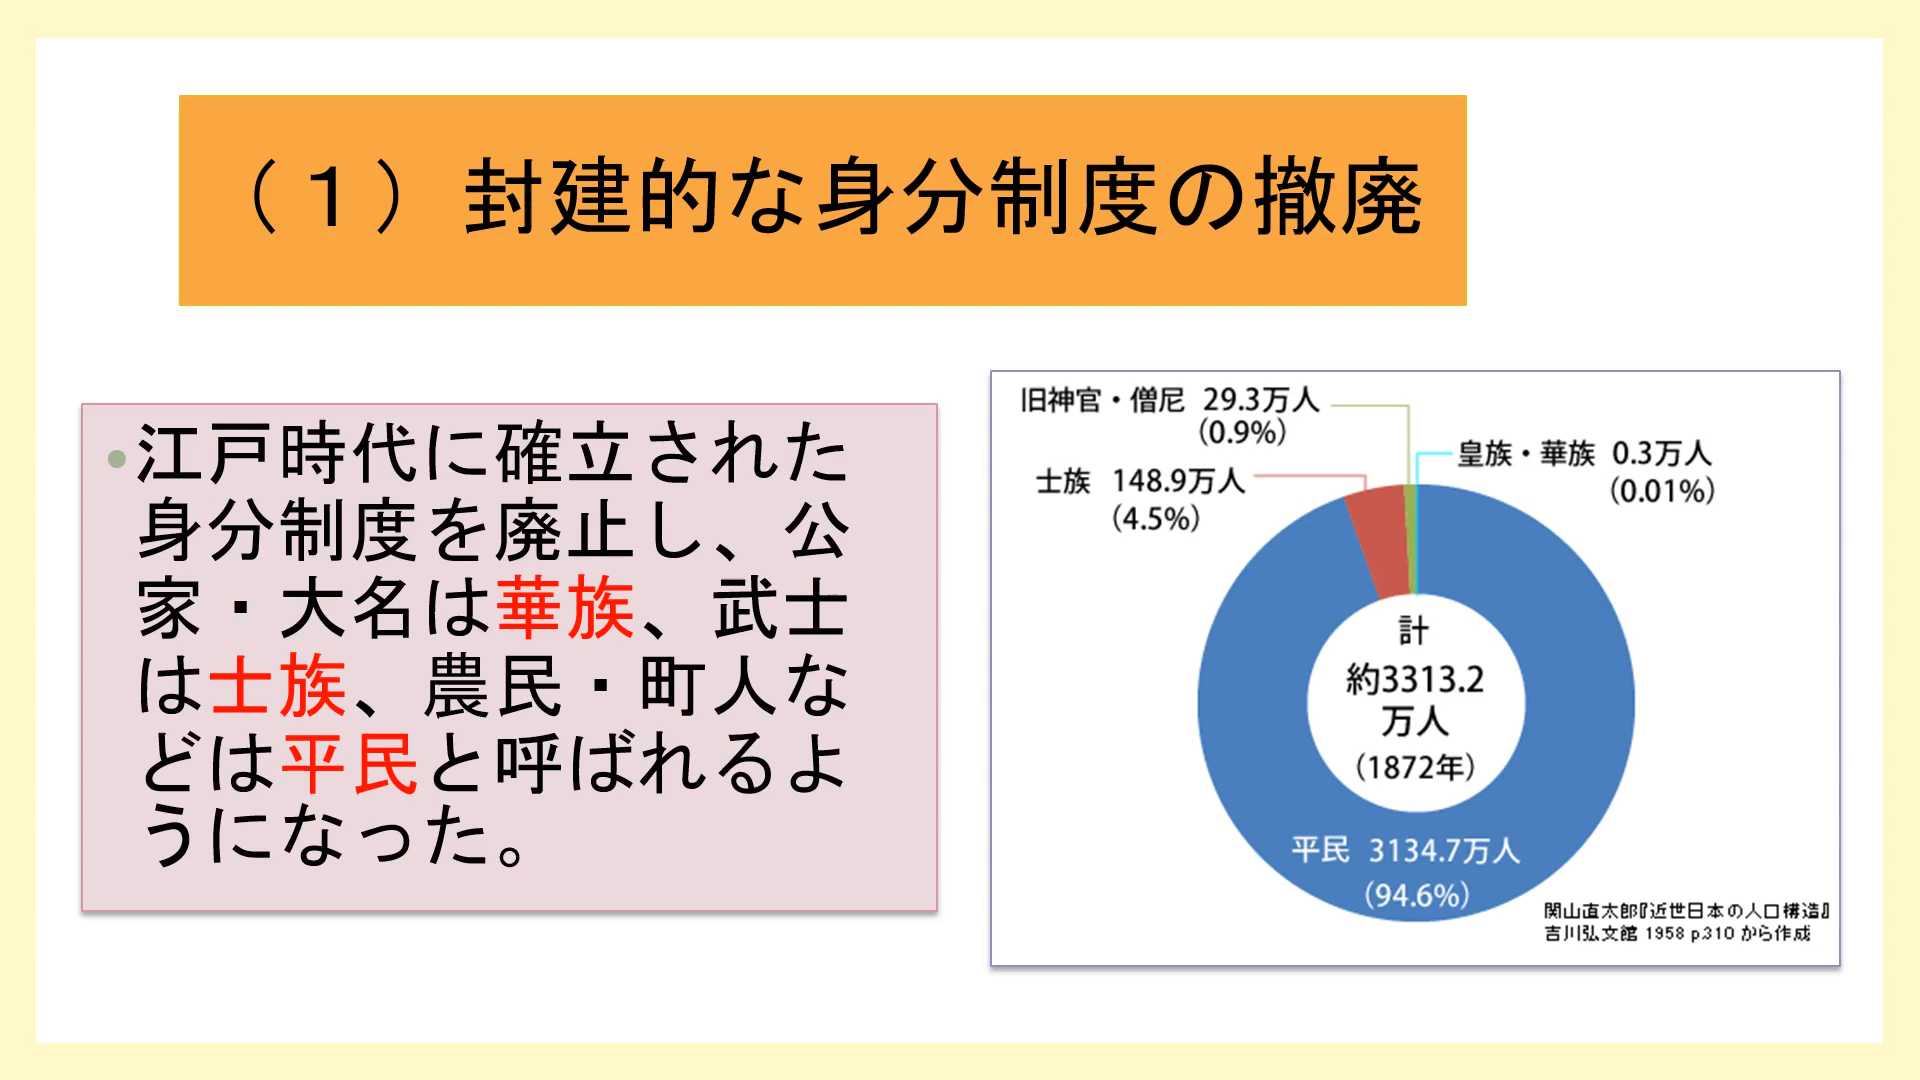 （１） 封建的な身分制度の撤廃
•江戸時代に確立された
身分制度を廃止し、公
家・大名は華族、武士
は士族、農民・町人な
どは平民と呼ばれるよ
うになった。
旧神官・僧尼 29.3万人
（0.9%）
皇族・華族 0.3万人
（0.01%）
士族 148.9万人
（4.5%）
計
約3313.2
万人
（1872年）
平民 3134.7万人
（94.6%）
関山直太郎『近世日本の人口構造』
吉川弘文館 1958 p.310 から作成